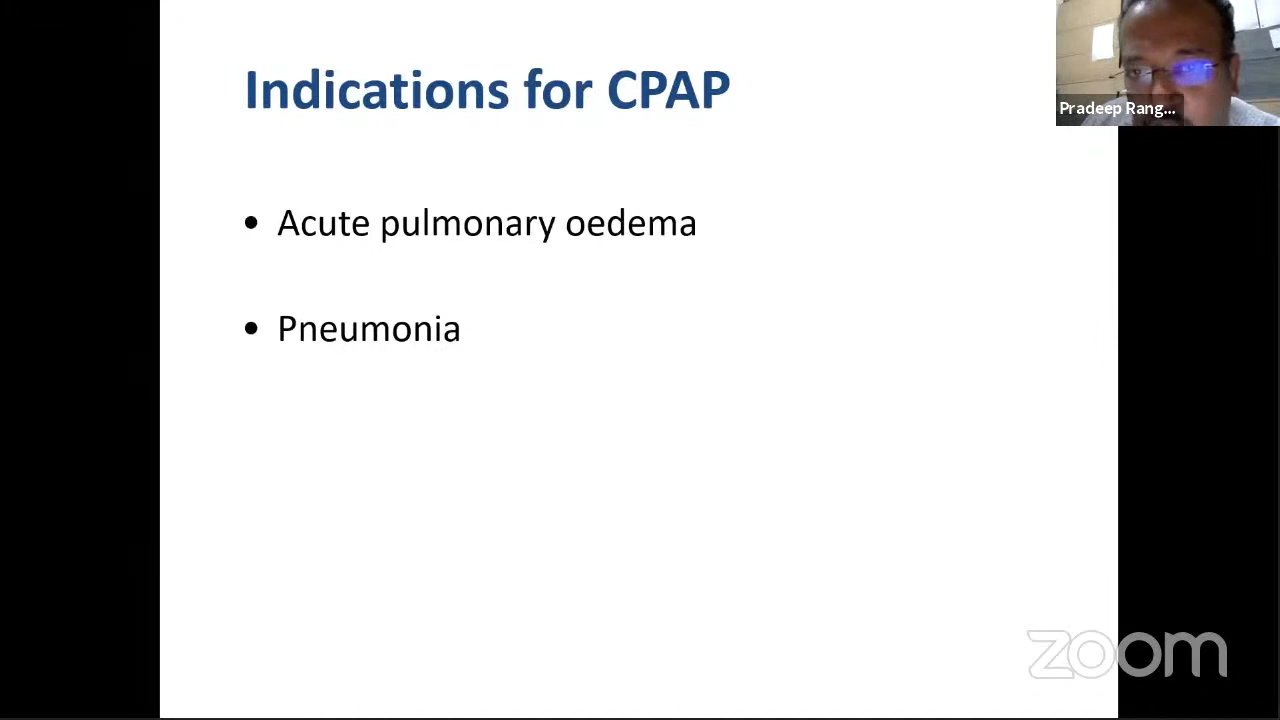 Indications for CPAP
Pradeep Rang...
• Acute pulmonary oedema
• Pneumonia
zoom